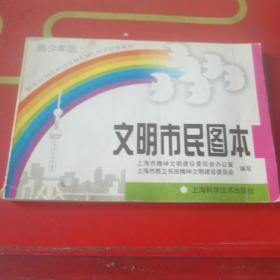 青少年版
文明市民图本
上海市精神文明建设委员会办公室
上海市教卫系统精神文明建设委员会
编写
上海科学技术出版社